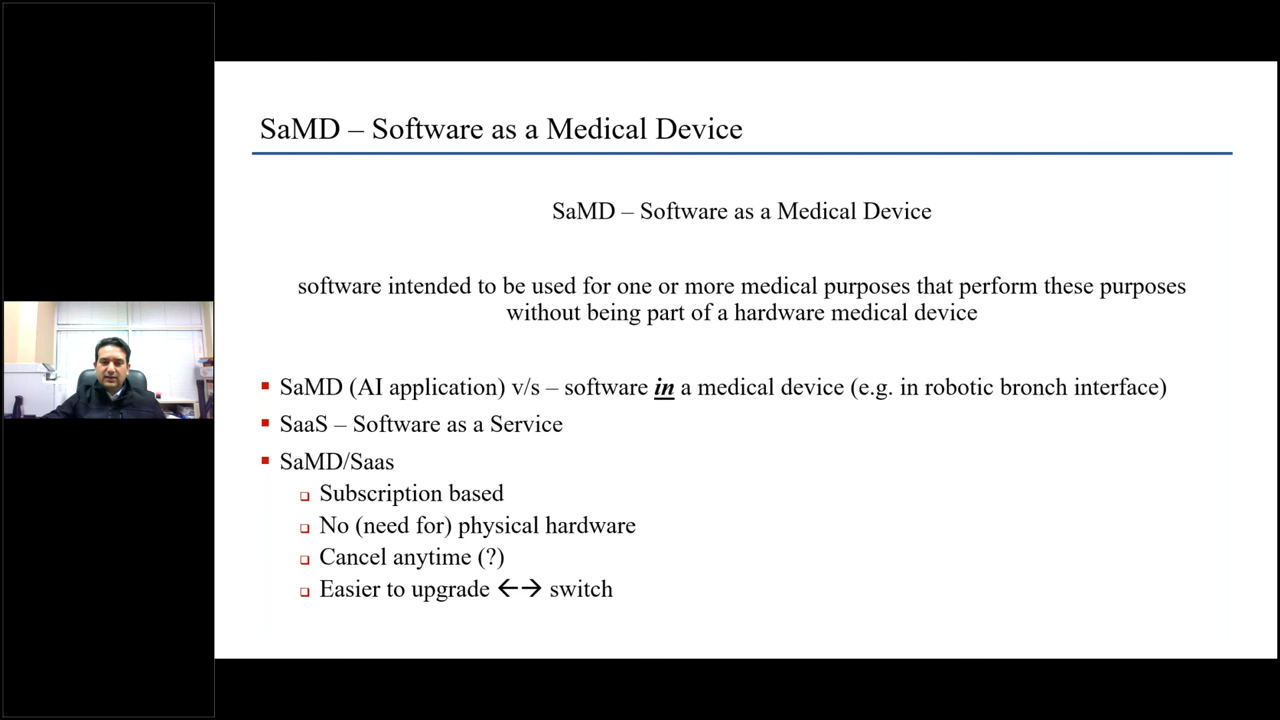 SaMD – Software as a Medical Device
SaMD – Software as a Medical Device
software intended to be used for one or more medical purposes that perform these purposes
without being part of a hardware medical device
▪ SaMD (AI application) v/s – software in a medical device (e.g. in robotic bronch interface)
▪ SaaS – Software as a Service
▪ SaMD/Saas
❑ Subscription based
❑ No (need for) physical hardware
❑ Cancel anytime (?)
❑ Easier to upgrade ←→ switch